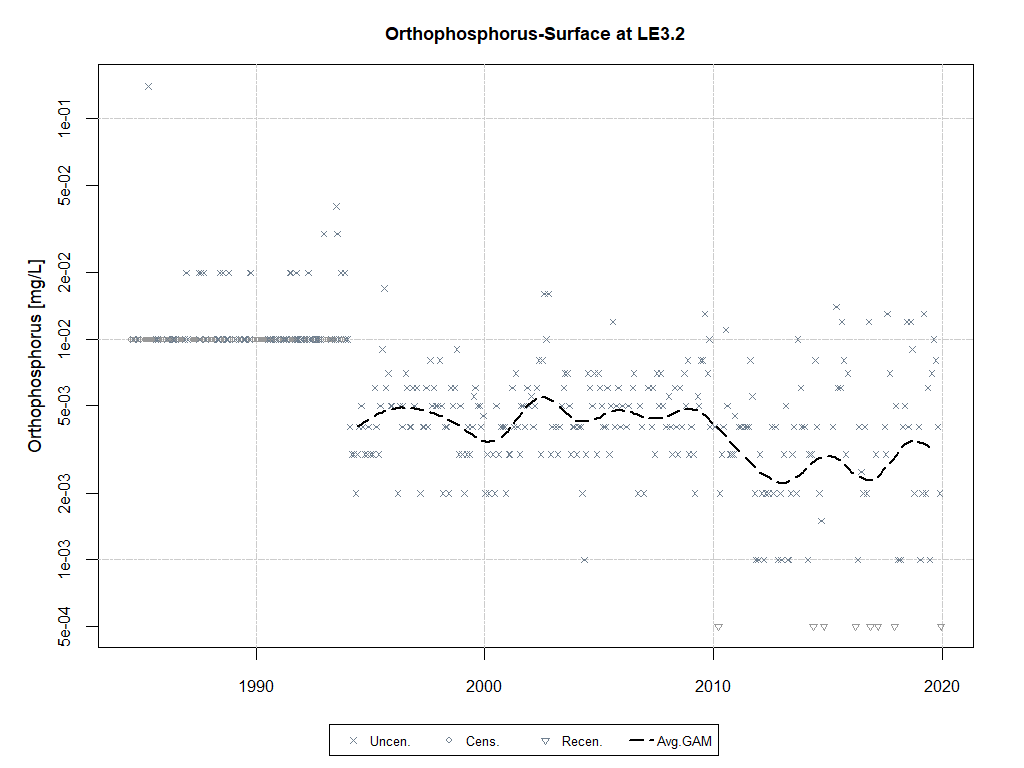 Orthophosphorus-Surface at LE3.2
Orthophosphorus [mg/L]
1e-01
5e-02
2e-02
1e-02
5e-03
2e-03
1e-03
5e-04
1990 2000 2010 2020
Uncen. Cens. Recen. Avg.GAM